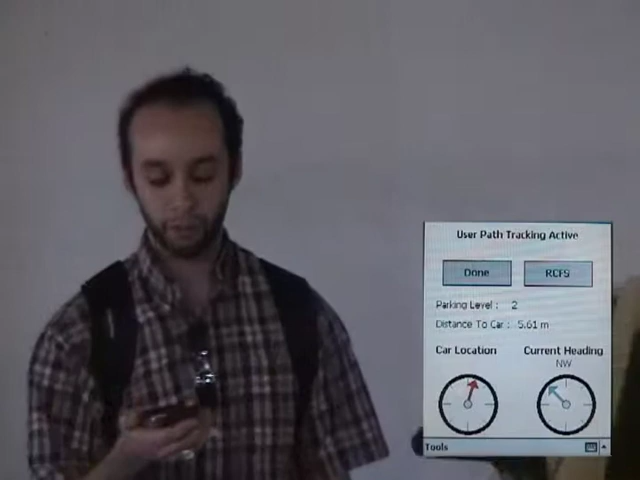 User Path Tracking Active
Done RCFS
Parking Level : 2
Distance To Car : 5.61 m
Car Location Current Heading
NW
Tools